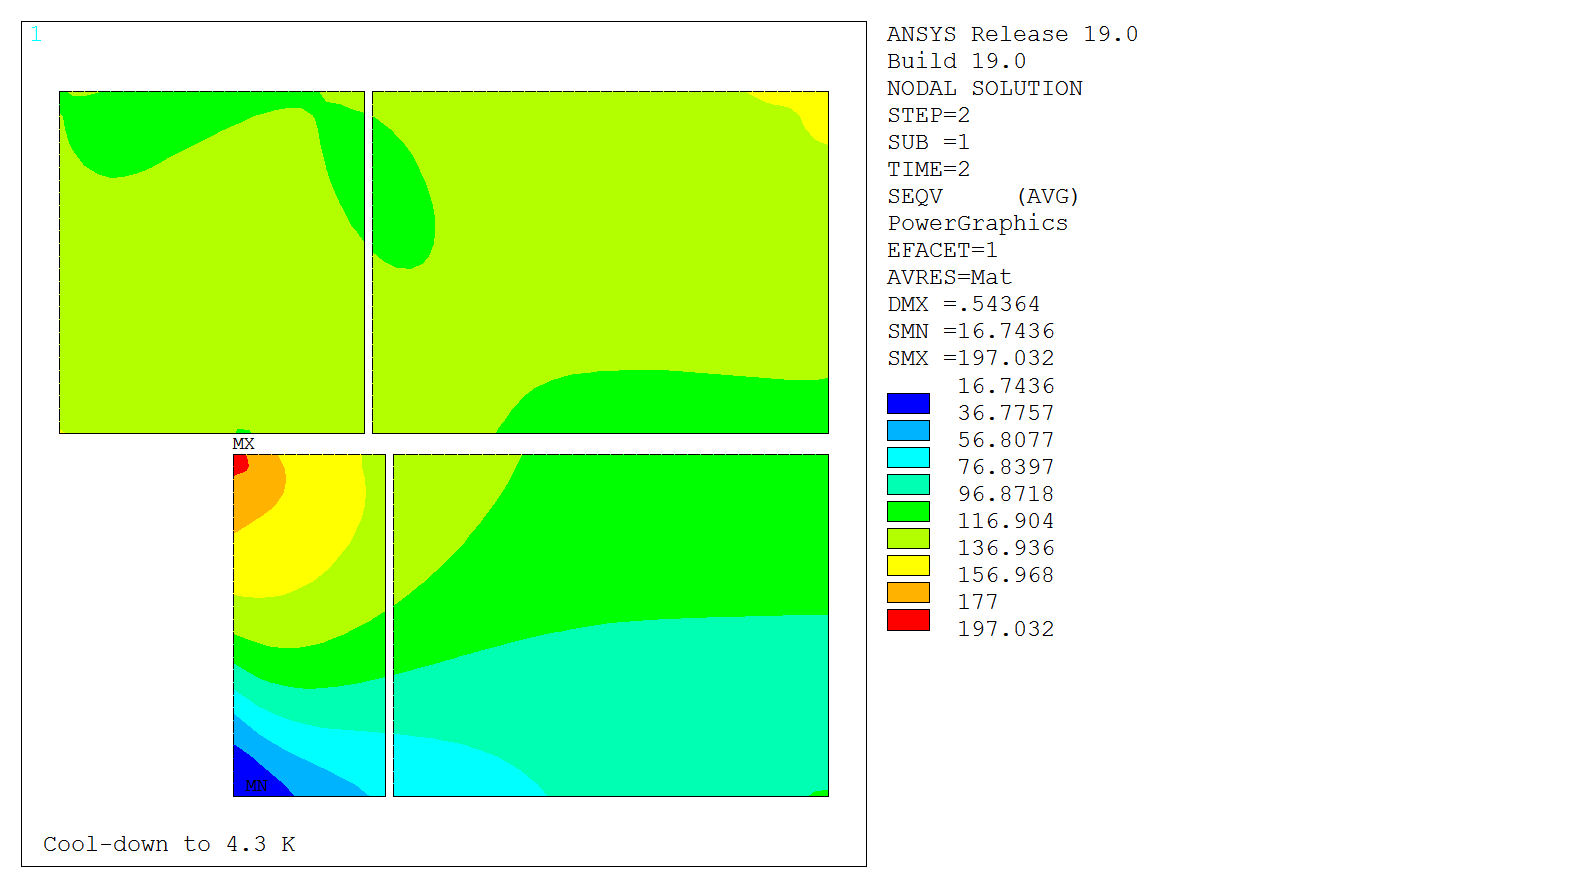 1
ANSYS Release 19.0
Build 19.0
NODAL SOLUTION
STEP=2
SUB =1
TIME=2
SEQV     (AVG)
PowerGraphics
EFACET=1
AVRES=Mat
DMX =.54364
SMN =16.7436
SMX =197.032
16.7436
36.7757
56.8077
76.8397
96.8718
116.904
136.936
156.968
177
197.032
MX
MN
Cool-down to 4.3 K